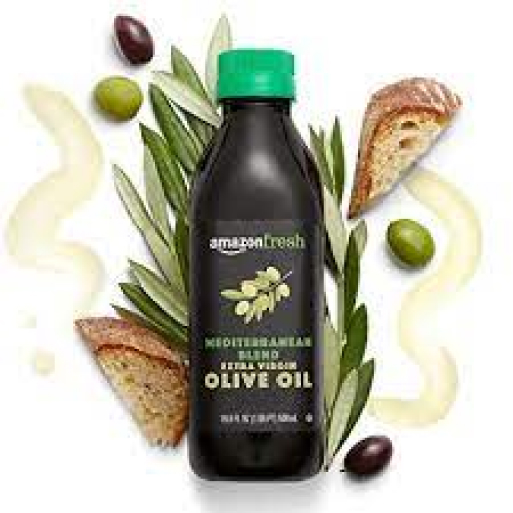 amazonfresh
MEDITERRANEAN
BLEND
EXTRA VIRGIN
OLIVE OIL